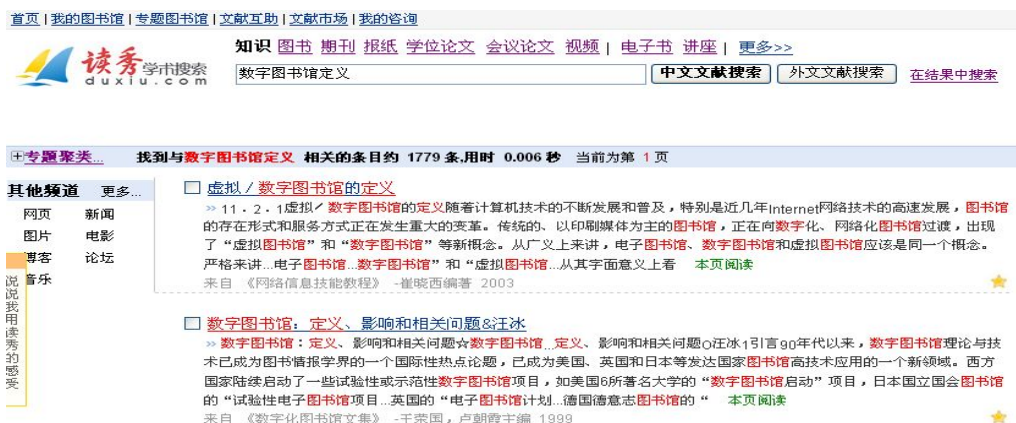 首页 | 我的图书馆 | 专题图书馆 | 文献互助 | 文献市场 | 我的咨询
知识 图书 期刊 报纸 学位论文 会议论文 视频 | 电子书 讲座 | 更多>>
读秀学术搜索
duxiu.com
数字图书馆定义 中文文献搜索 外文文献搜索 在结果中搜索
专题聚类... 找到与数字图书馆定义 相关的条目约 1779 条,用时 0.006 秒 当前为第 1 页
其他频道 更多...
网页 新闻
图片 电影
博客 论坛
音乐
说说我用读秀的感受
虚拟／数字图书馆的定义
» 11．2．1虚拟／数字图书馆的定义随着计算机技术的不断发展和普及，特别是近几年Internet网络技术的高速发展，图书馆
的存在形式和服务方式正在发生重大的变革。传统的、以印刷媒体为主的图书馆，正在向数字化、网络化图书馆过渡，出现
了“虚拟图书馆”和“数字图书馆”等新概念。从广义上来讲，电子图书馆、数字图书馆和虚拟图书馆应该是同一个概念。
严格来讲...电子图书馆...数字图书馆”和“虚拟图书馆...从其字面意义上看 本页阅读
来自 《网络信息技能教程》 -崔晓西编著 2003
数字图书馆：定义、影响和相关问题&汪冰
» 数字图书馆：定义、影响和相关问题☆数字图书馆...定义、影响和相关问题O汪冰1引言90年代以来，数字图书馆理论与技
术已成为图书情报学界的一个国际性热点论题，已成为美国、英国和日本等发达国家图书馆高技术应用的一个新领域。西方
国家陆续启动了一些试验性或示范性数字图书馆项目，如美国6所著名大学的“数字图书馆启动”项目，日本国立国会图书馆
的“试验性电子图书馆项目...英国的“电子图书馆计划...德国德意志图书馆的“ 本页阅读
来自 《数字化图书馆文集》 -王荣国，卢朝霞主编 1999